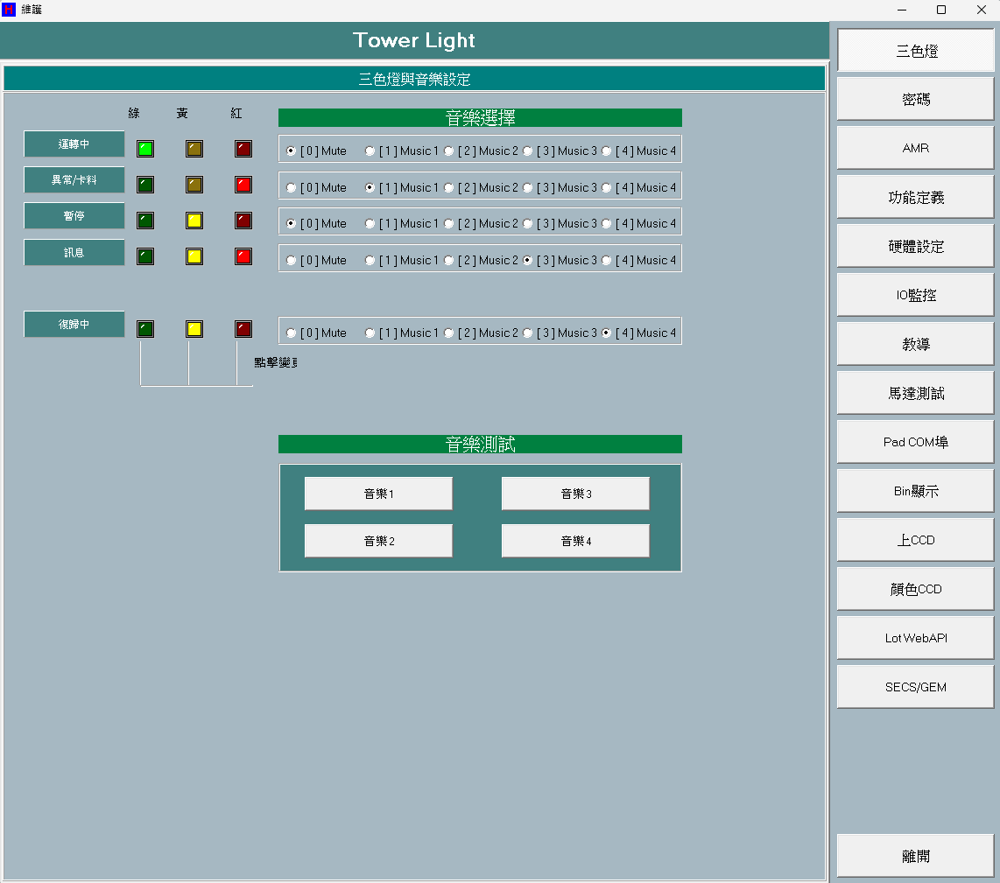 維護
Tower Light
三色燈與音樂設定
綠 黃 紅
音樂選擇
運轉中 [ 0 ] Mute [ 1 ] Music 1 [ 2 ] Music 2 [ 3 ] Music 3 [ 4 ] Music 4
異常/卡料 [ 0 ] Mute [ 1 ] Music 1 [ 2 ] Music 2 [ 3 ] Music 3 [ 4 ] Music 4
暫停 [ 0 ] Mute [ 1 ] Music 1 [ 2 ] Music 2 [ 3 ] Music 3 [ 4 ] Music 4
訊息 [ 0 ] Mute [ 1 ] Music 1 [ 2 ] Music 2 [ 3 ] Music 3 [ 4 ] Music 4
復歸中 [ 0 ] Mute [ 1 ] Music 1 [ 2 ] Music 2 [ 3 ] Music 3 [ 4 ] Music 4
點擊變更
音樂測試
音樂1 音樂3
音樂2 音樂4
三色燈
密碼
AMR
功能定義
硬體設定
IO監控
教導
馬達測試
Pad COM埠
Bin顯示
上CCD
顏色CCD
Lot WebAPI
SECS/GEM
離開